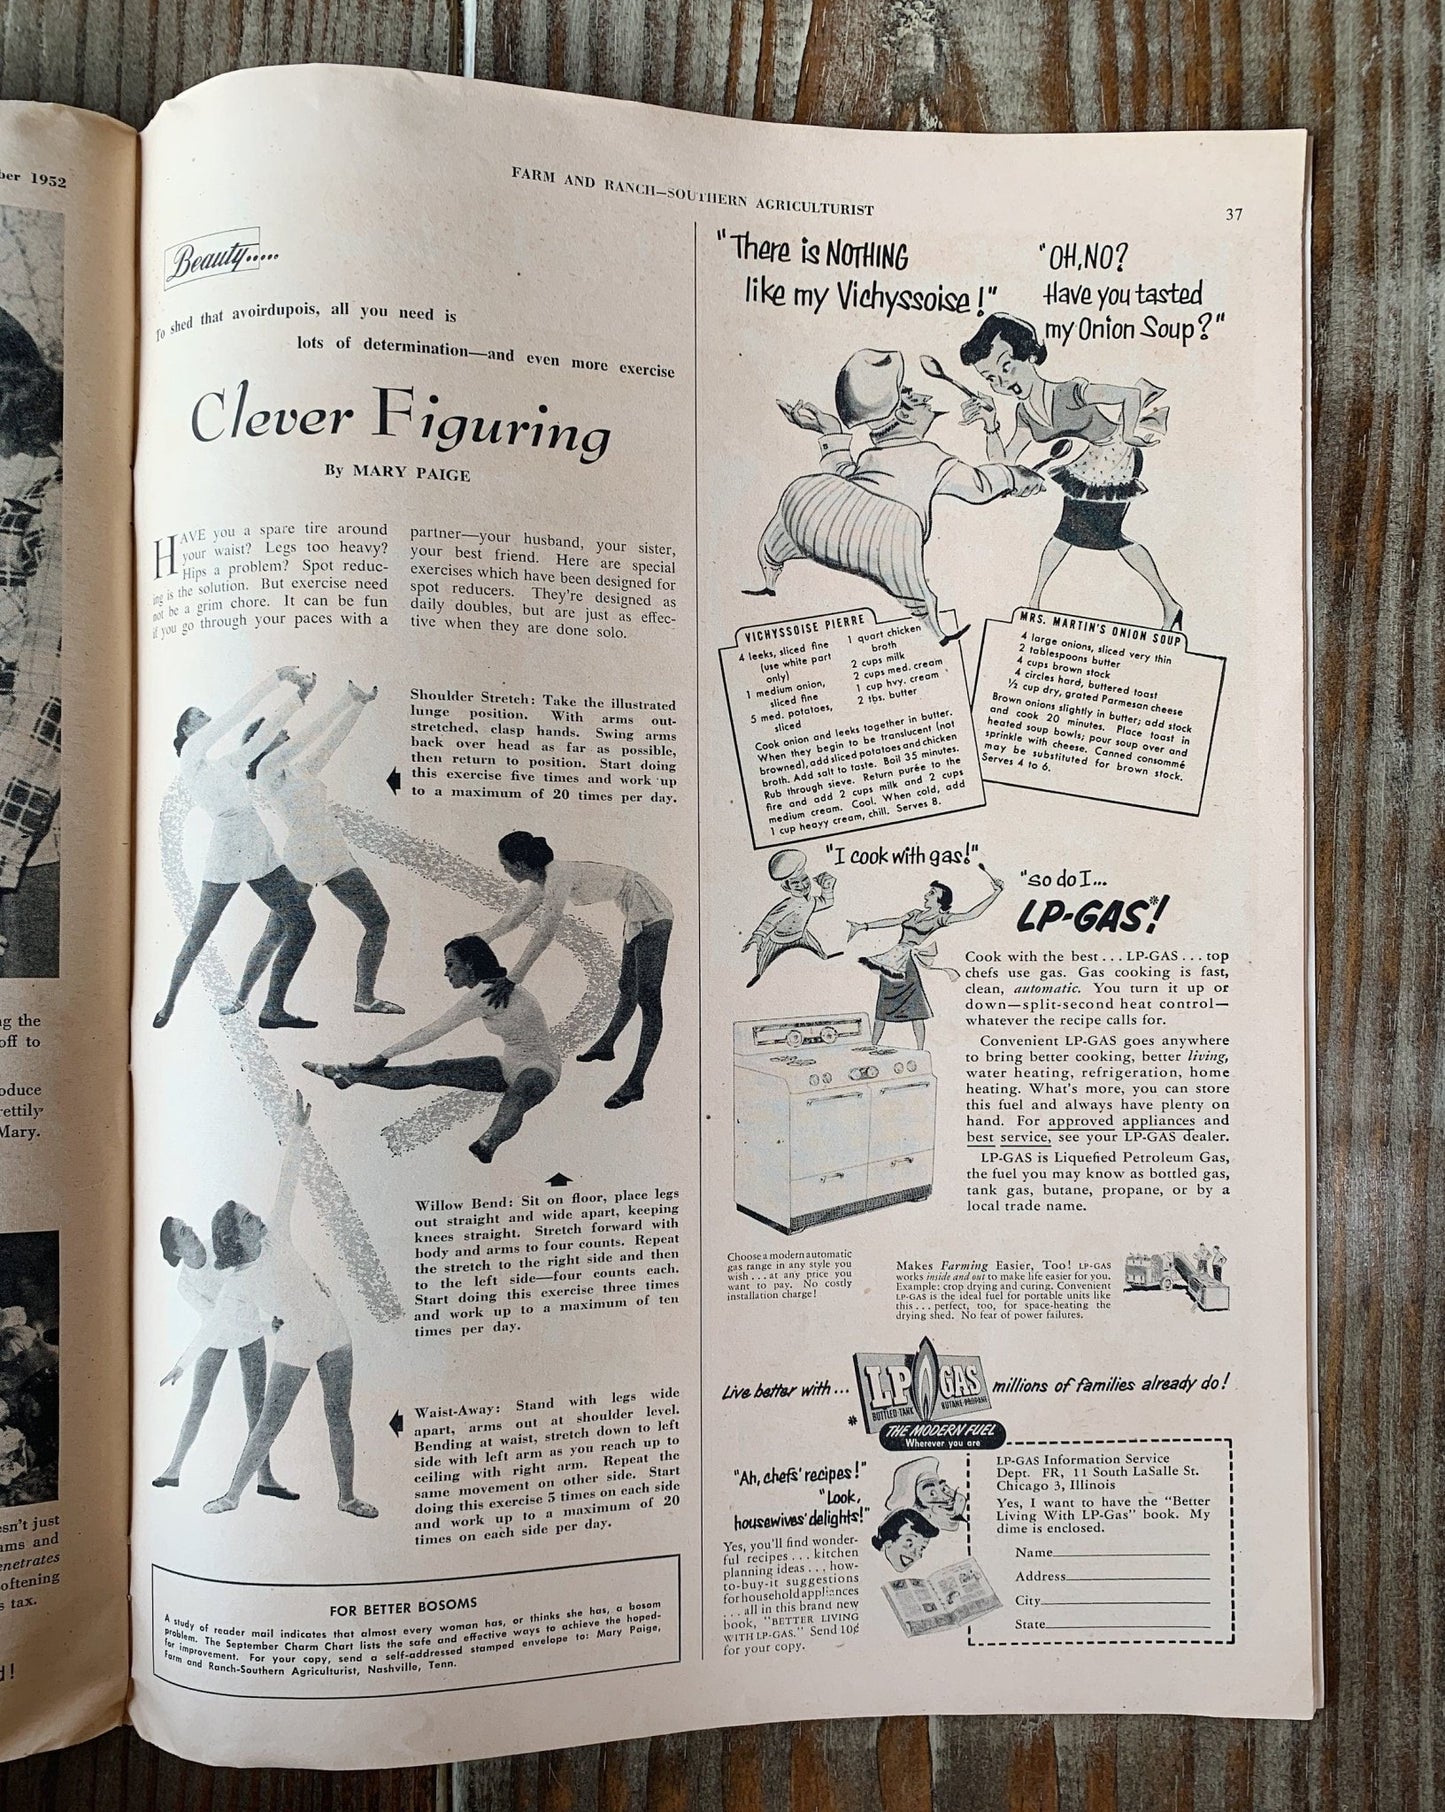 ber 1952
ng the
off to
oduce
rettily
Mary.
esn't just
ams and
enetrates
oftening
s tax.
d!
FARM AND RANCH—SOUTHERN AGRICULTURIST
37
Beauty.....
To shed that avoirdupois, all you need is
lots of determination—and even more exercise
Clever Figuring
By MARY PAIGE
HAVE you a spare tire around
your waist? Legs too heavy?
Hips a problem? Spot reduc-
ing is the solution. But exercise need
not be a grim chore. It can be fun
if you go through your paces with a
partner—your husband, your sister,
your best friend. Here are special
exercises which have been designed for
spot reducers. They're designed as
daily doubles, but are just as effec-
tive when they are done solo.
Shoulder Stretch: Take the illustrated
lunge position. With arms out-
stretched, clasp hands. Swing arms
back over head as far as possible,
then return to position. Start doing
this exercise five times and work up
to a maximum of 20 times per day.
Willow Bend: Sit on floor, place legs
out straight and wide apart, keeping
knees straight. Stretch forward with
body and arms to four counts. Repeat
the stretch to the right side and then
to the left side—four counts each.
Start doing this exercise three times
and work up to a maximum of ten
times per day.
Waist-Away: Stand with legs wide
apart, arms out at shoulder level.
Bending at waist, stretch down to left
side with left arm as you reach up to
ceiling with right arm. Repeat the
same movement on other side. Start
doing this exercise 5 times on each side
and work up to a maximum of 20
times on each side per day.
FOR BETTER BOSOMS
A study of reader mail indicates that almost every woman has, or thinks she has, a bosom
problem. The September Charm Chart lists the safe and effective ways to achieve the hoped-
for improvement. For your copy, send a self-addressed stamped envelope to: Mary Paige,
Farm and Ranch-Southern Agriculturist, Nashville, Tenn.
"There is NOTHING
like my Vichyssoise!"
"OH, NO?
Have you tasted
my Onion Soup?"
VICHYSSOISE PIERRE
4 leeks, sliced fine
(use white part
only)
1 medium onion,
sliced fine
5 med. potatoes,
sliced
1 quart chicken
broth
2 cups milk
2 cups med. cream
1 cup hvy. cream
2 tbs. butter
Cook onion and leeks together in butter.
When they begin to be translucent (not
browned), add sliced potatoes and chicken
broth. Add salt to taste. Boil 35 minutes.
Rub through sieve. Return purée to the
fire and add 2 cups milk and 2 cups
medium cream. Cool. When cold, add
1 cup heavy cream, chill. Serves 8.
MRS. MARTIN'S ONION SOUP
4 large onions, sliced very thin
2 tablespoons butter
4 cups brown stock
4 circles hard, buttered toast
½ cup dry, grated Parmesan cheese
Brown onions slightly in butter; add stock
and cook 20 minutes. Place toast in
heated soup bowls; pour soup over and
sprinkle with cheese. Canned consommé
may be substituted for brown stock.
Serves 4 to 6.
"I cook with gas!"
"so do I...
LP-GAS*!
Cook with the best . . . LP-GAS . . . top
chefs use gas. Gas cooking is fast,
clean, automatic. You turn it up or
down—split-second heat control—
whatever the recipe calls for.
Convenient LP-GAS goes anywhere
to bring better cooking, better living,
water heating, refrigeration, home
heating. What's more, you can store
this fuel and always have plenty on
hand. For approved appliances and
best service, see your LP-GAS dealer.
LP-GAS is Liquefied Petroleum Gas,
the fuel you may know as bottled gas,
tank gas, butane, propane, or by a
local trade name.
Choose a modern automatic
gas range in any style you
wish . . . at any price you
want to pay. No costly
installation charge!
Makes Farming Easier, Too! LP-GAS
works inside and out to make life easier for you.
Example: crop drying and curing. Convenient
LP-GAS is the ideal fuel for portable units like
this . . . perfect, too, for space-heating the
drying shed. No fear of power failures.
Live better with...
LP GAS
BOTTLED·TANK BUTANE·PROPANE
* THE MODERN FUEL
Wherever you are
millions of families already do!
"Ah, chefs' recipes!"
"Look,
housewives' delights!"
Yes, you'll find wonder-
ful recipes . . . kitchen
planning ideas . . . how-
to-buy-it suggestions
for household appliances
. . . all in this brand new
book, "BETTER LIVING
WITH LP-GAS." Send 10¢
for your copy.
LP-GAS Information Service
Dept. FR, 11 South LaSalle St.
Chicago 3, Illinois
Yes, I want to have the "Better
Living With LP-Gas" book. My
dime is enclosed.
Name
Address
City
State